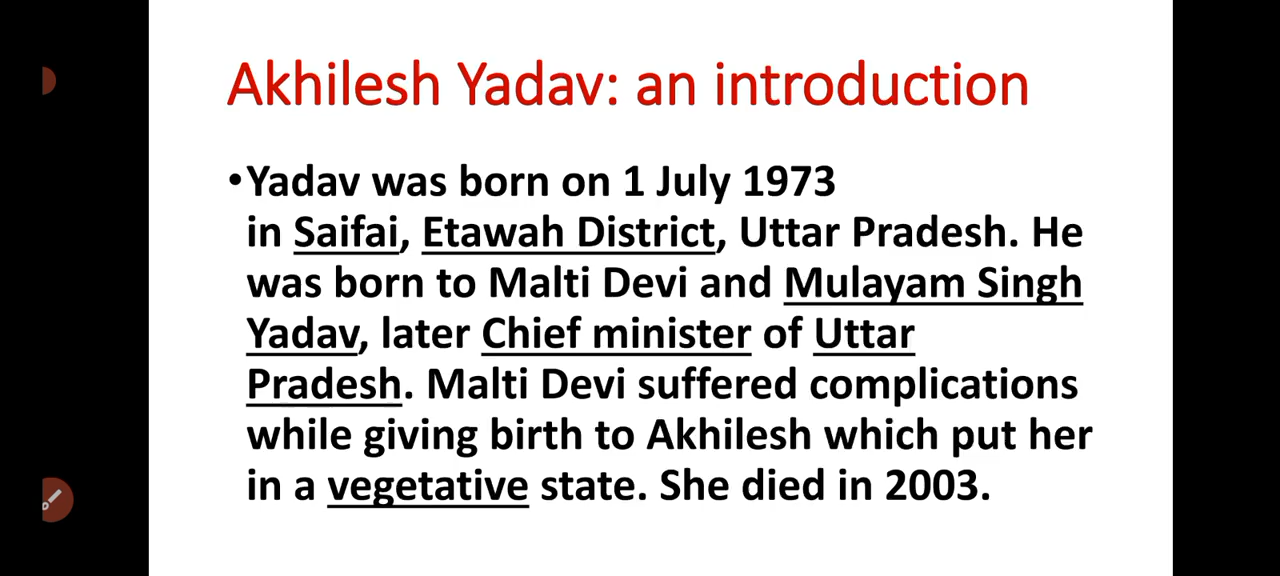 Akhilesh Yadav: an introduction
•Yadav was born on 1 July 1973
in Saifai, Etawah District, Uttar Pradesh. He
was born to Malti Devi and Mulayam Singh
Yadav, later Chief minister of Uttar
Pradesh. Malti Devi suffered complications
while giving birth to Akhilesh which put her
in a vegetative state. She died in 2003.